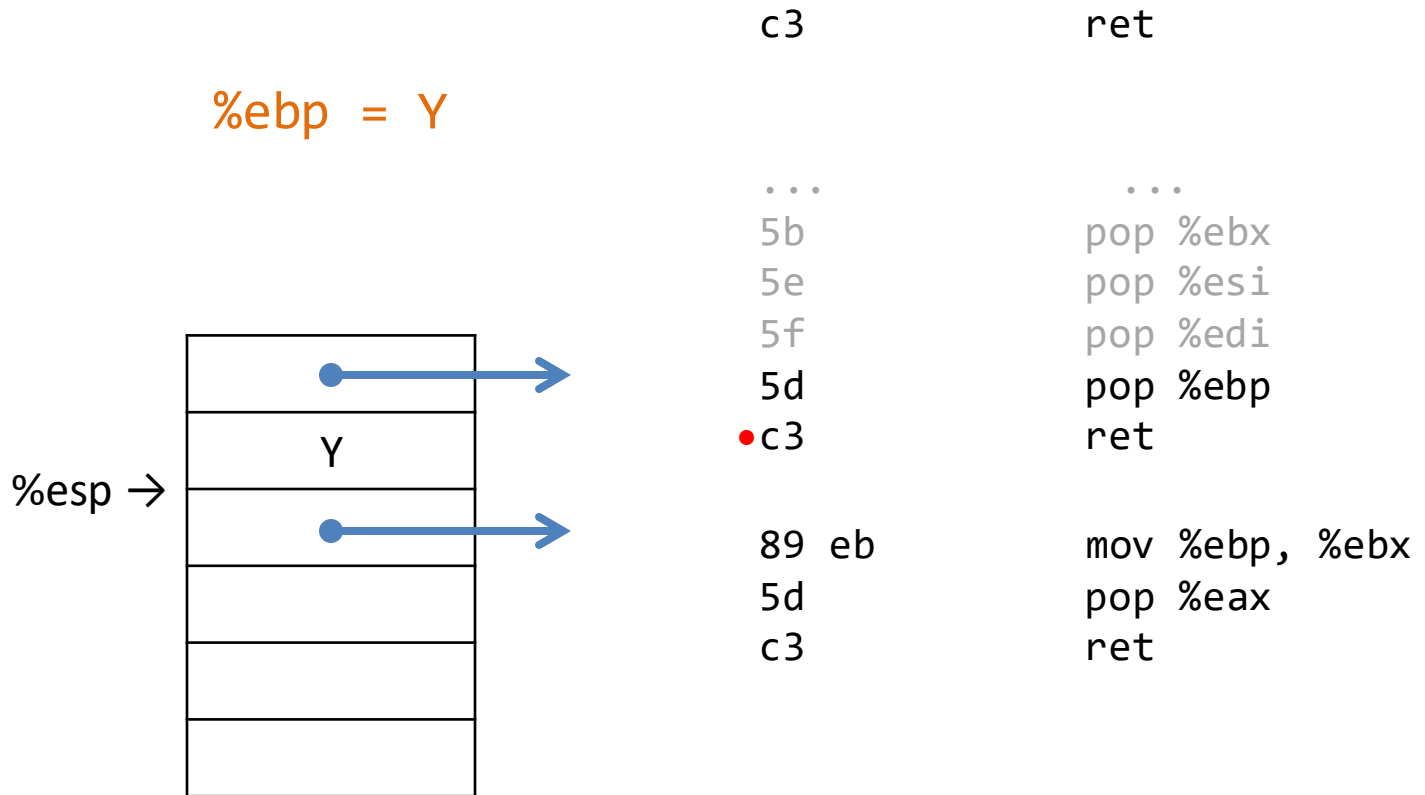 c3 ret
%ebp = Y
... ...
5b pop %ebx
5e pop %esi
5f pop %edi
5d pop %ebp
c3 ret
Y
%esp →
89 eb mov %ebp, %ebx
5d pop %eax
c3 ret